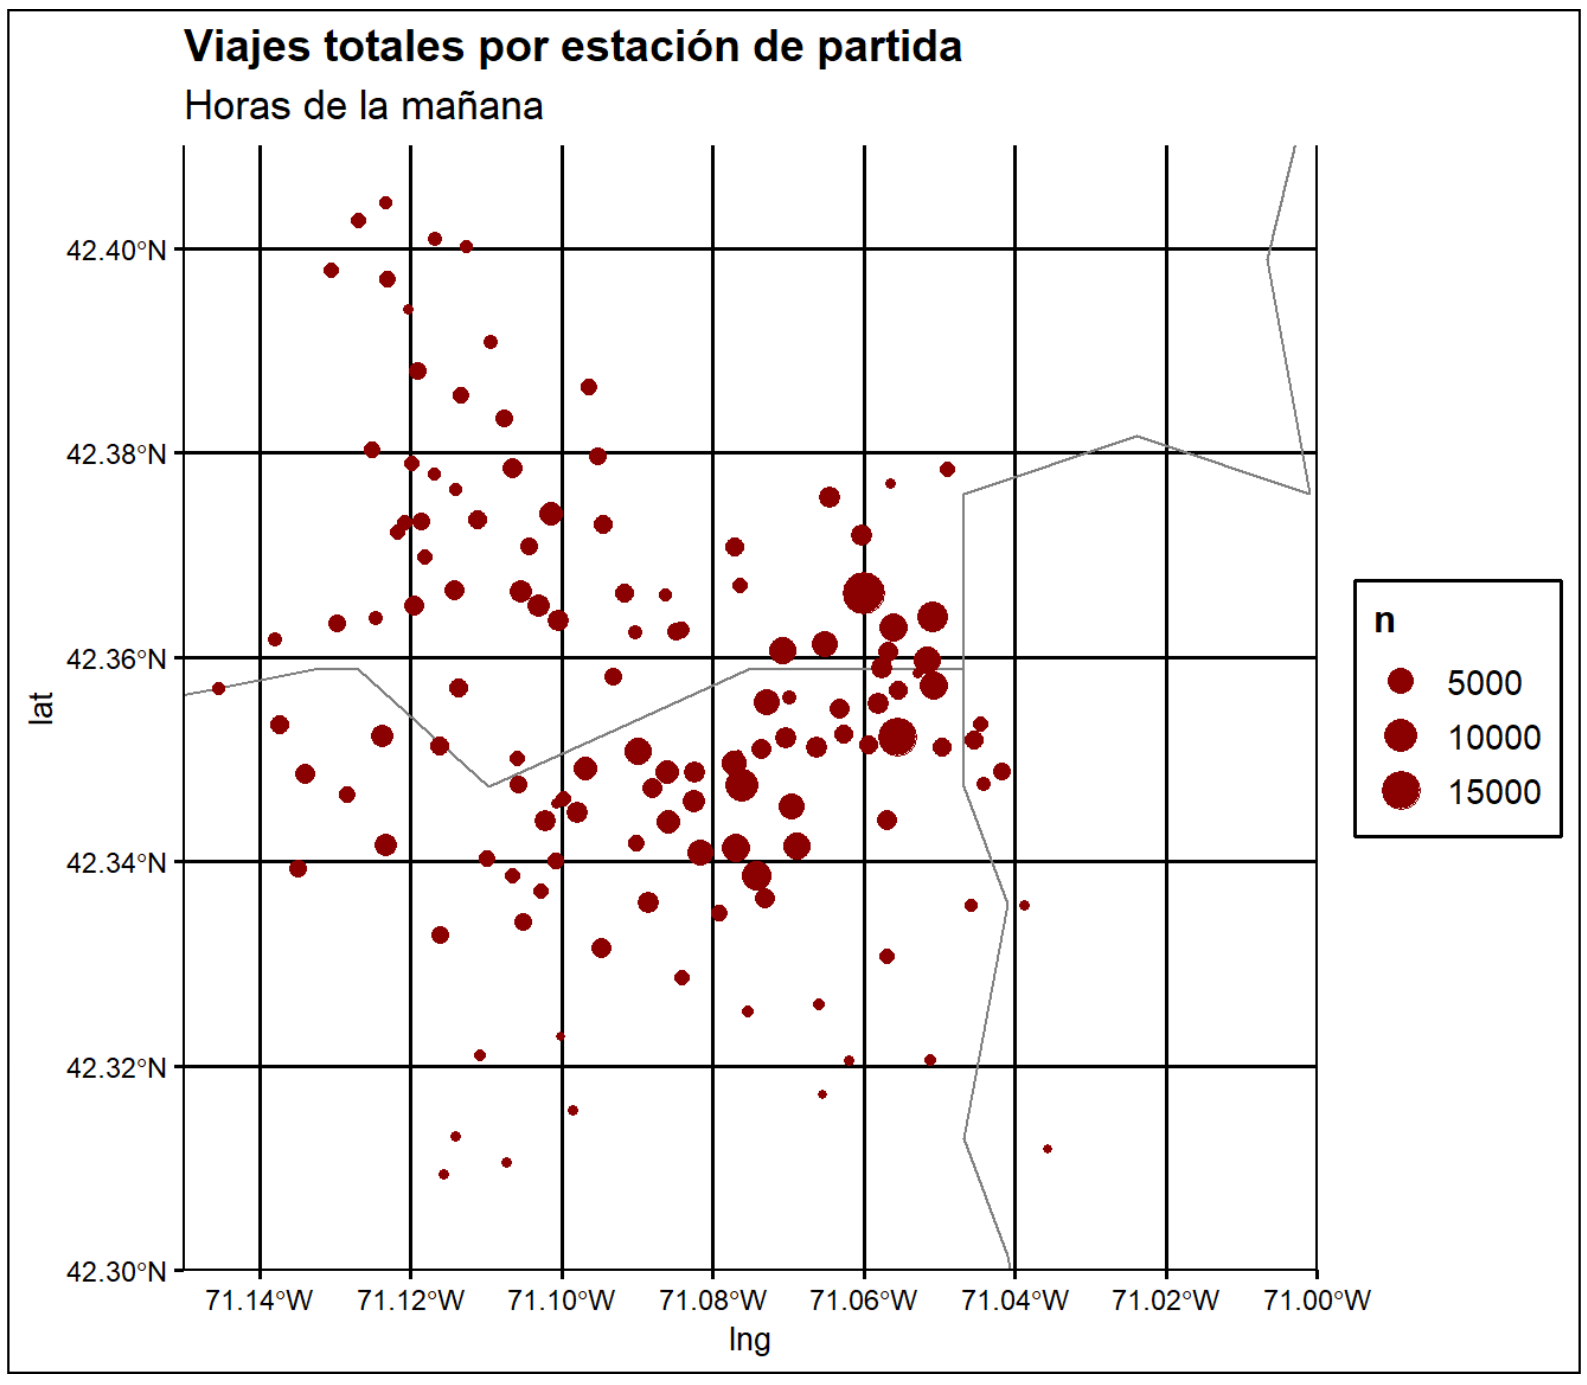 Viajes totales por estación de partida
Horas de la mañana
42.40°N
42.38°N
42.36°N
42.34°N
42.32°N
42.30°N
lat
71.14°W 71.12°W 71.10°W 71.08°W 71.06°W 71.04°W 71.02°W 71.00°W
lng
n
5000
10000
15000